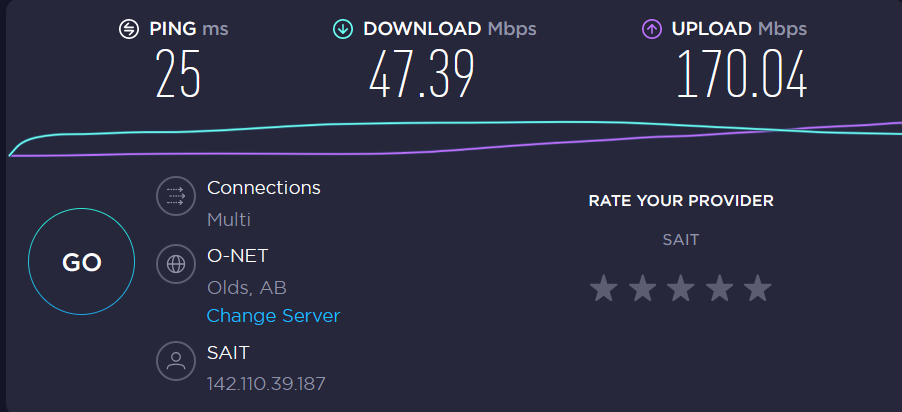 PING ms
DOWNLOAD Mbps
UPLOAD Mbps
25
47.39
170.04
Connections
Multi
GO
O-NET
Olds, AB
Change Server
SAIT
142.110.39.187
RATE YOUR PROVIDER
SAIT